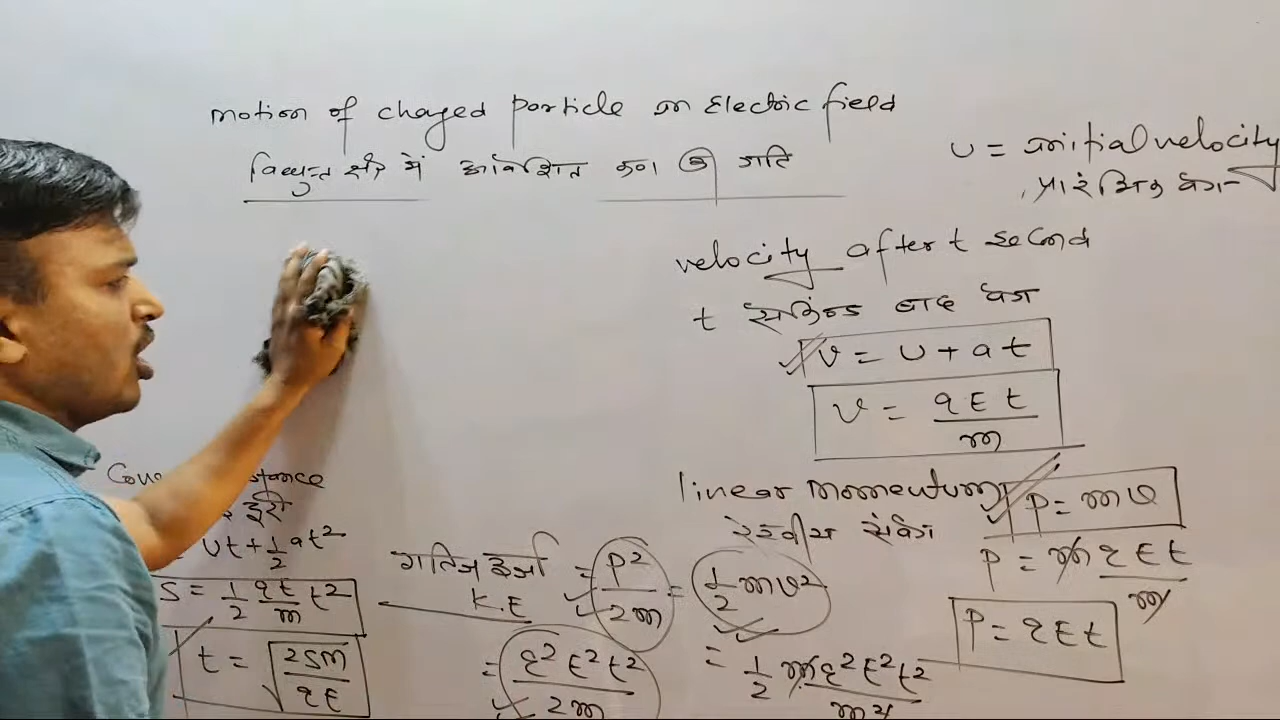 motion of chaged particle in Electric field
विद्युत क्षेत्र में आवेशित कण की गति
u = initial velocity
प्रारंभिक वेग
velocity after t second
t सेकिन्ड बाद वेग
v = u + at
v = qEt/m
linear momentum p = mv
रेखीय संवेग
p = m qEt/m
p = qEt
दूरी
ut + 1/2 at²
S = 1/2 qE/m t²
t = √(2sm/qE)
गतिज ऊर्जा K.E = p²/2m = 1/2 mv²
= q²E²t²/2m = 1/2 mq²E²t²/m²